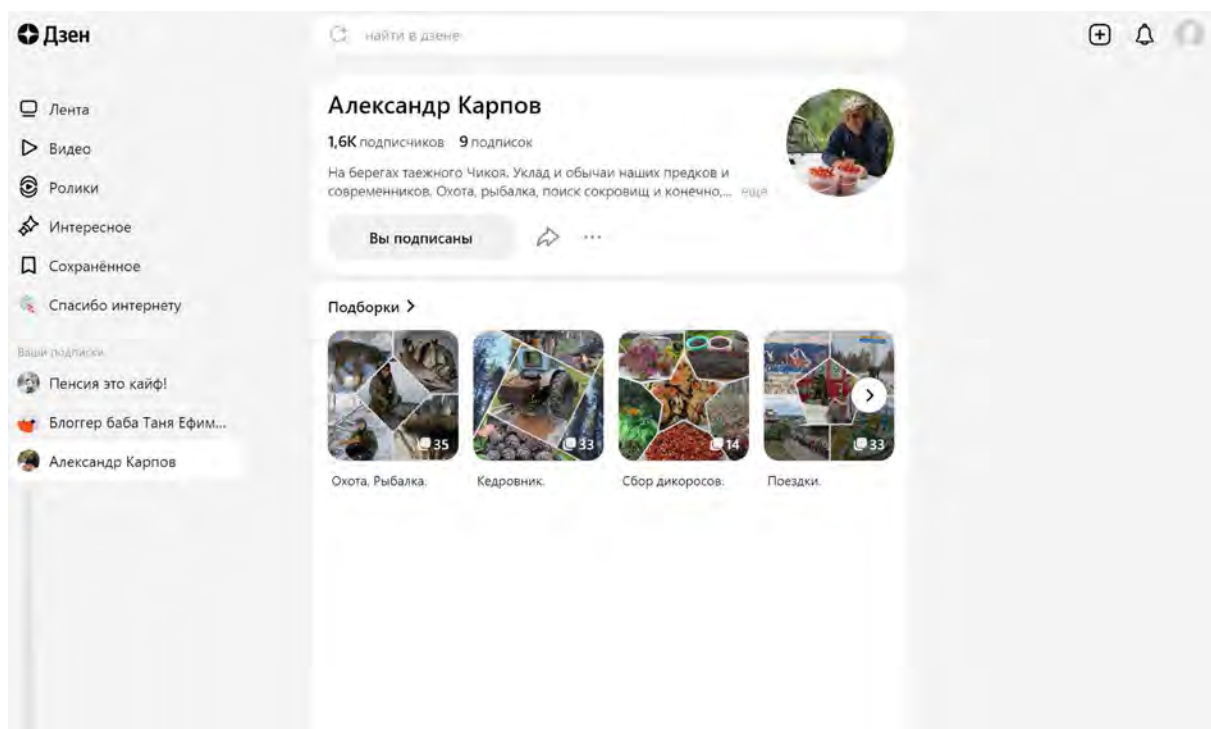 Дзен
найти в дзене
Лента
Видео
Ролики
Интересное
Сохранённое
Спасибо интернету
Ваши подписки
Пенсия это кайф!
Блоггер баба Таня Ефим...
Александр Карпов
Александр Карпов
1,6K подписчиков 9 подписок
На берегах таежного Чикоя. Уклад и обычаи наших предков и
современников. Охота, рыбалка, поиск сокровищ и конечно,... ещё
Вы подписаны
Подборки
35
33
14
33
Охота, Рыбалка.
Кедровник.
Сбор дикоросов.
Поездки.